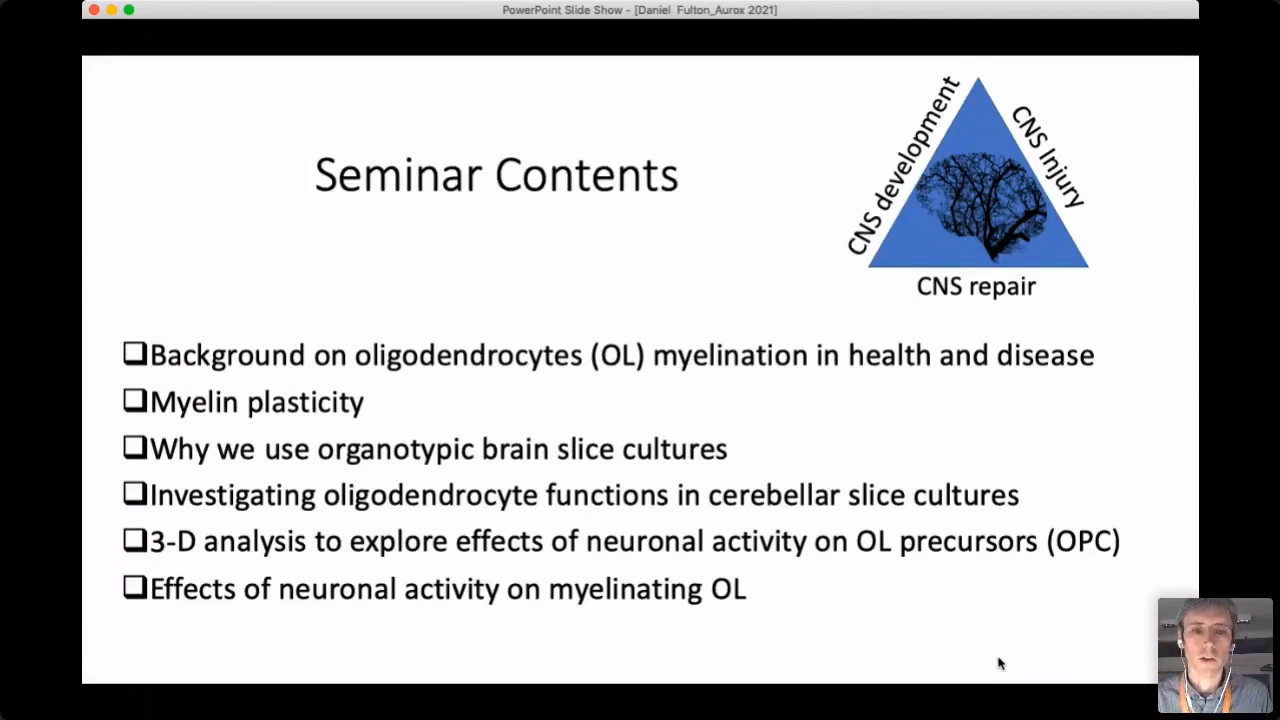 PowerPoint Slide Show - [Daniel Fulton_Aurox 2021]
Seminar Contents
CNS development
CNS Injury
CNS repair
Background on oligodendrocytes (OL) myelination in health and disease
Myelin plasticity
Why we use organotypic brain slice cultures
Investigating oligodendrocyte functions in cerebellar slice cultures
3-D analysis to explore effects of neuronal activity on OL precursors (OPC)
Effects of neuronal activity on myelinating OL